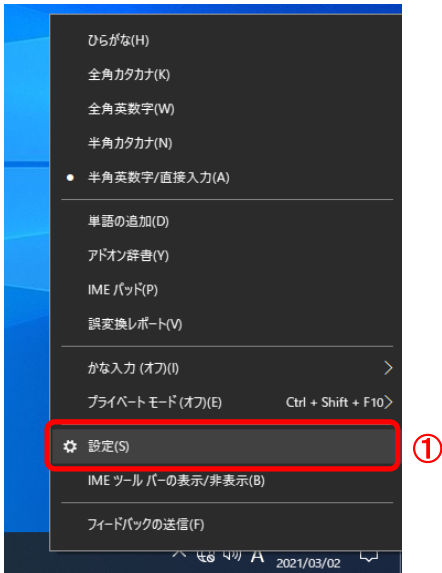 ひらがな(H)
全角カタカナ(K)
全角英数字(W)
半角カタカナ(N)
● 半角英数字/直接入力(A)
単語の追加(D)
アドオン辞書(Y)
IME パッド(P)
誤変換レポート(V)
かな入力 (オフ)(I)
プライベート モード (オフ)(E) Ctrl + Shift + F10
設定(S) ①
IME ツール バーの表示/非表示(B)
フィードバックの送信(F)
A
2021/03/02